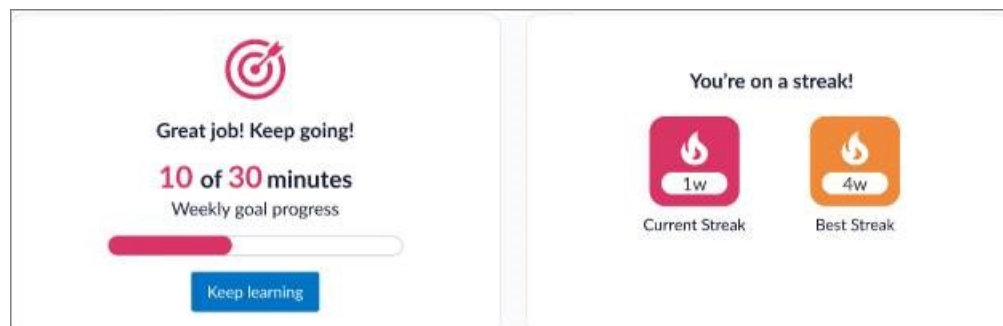 Great job! Keep going!
10 of 30 minutes
Weekly goal progress
Keep learning
You're on a streak!
1w
4w
Current Streak
Best Streak